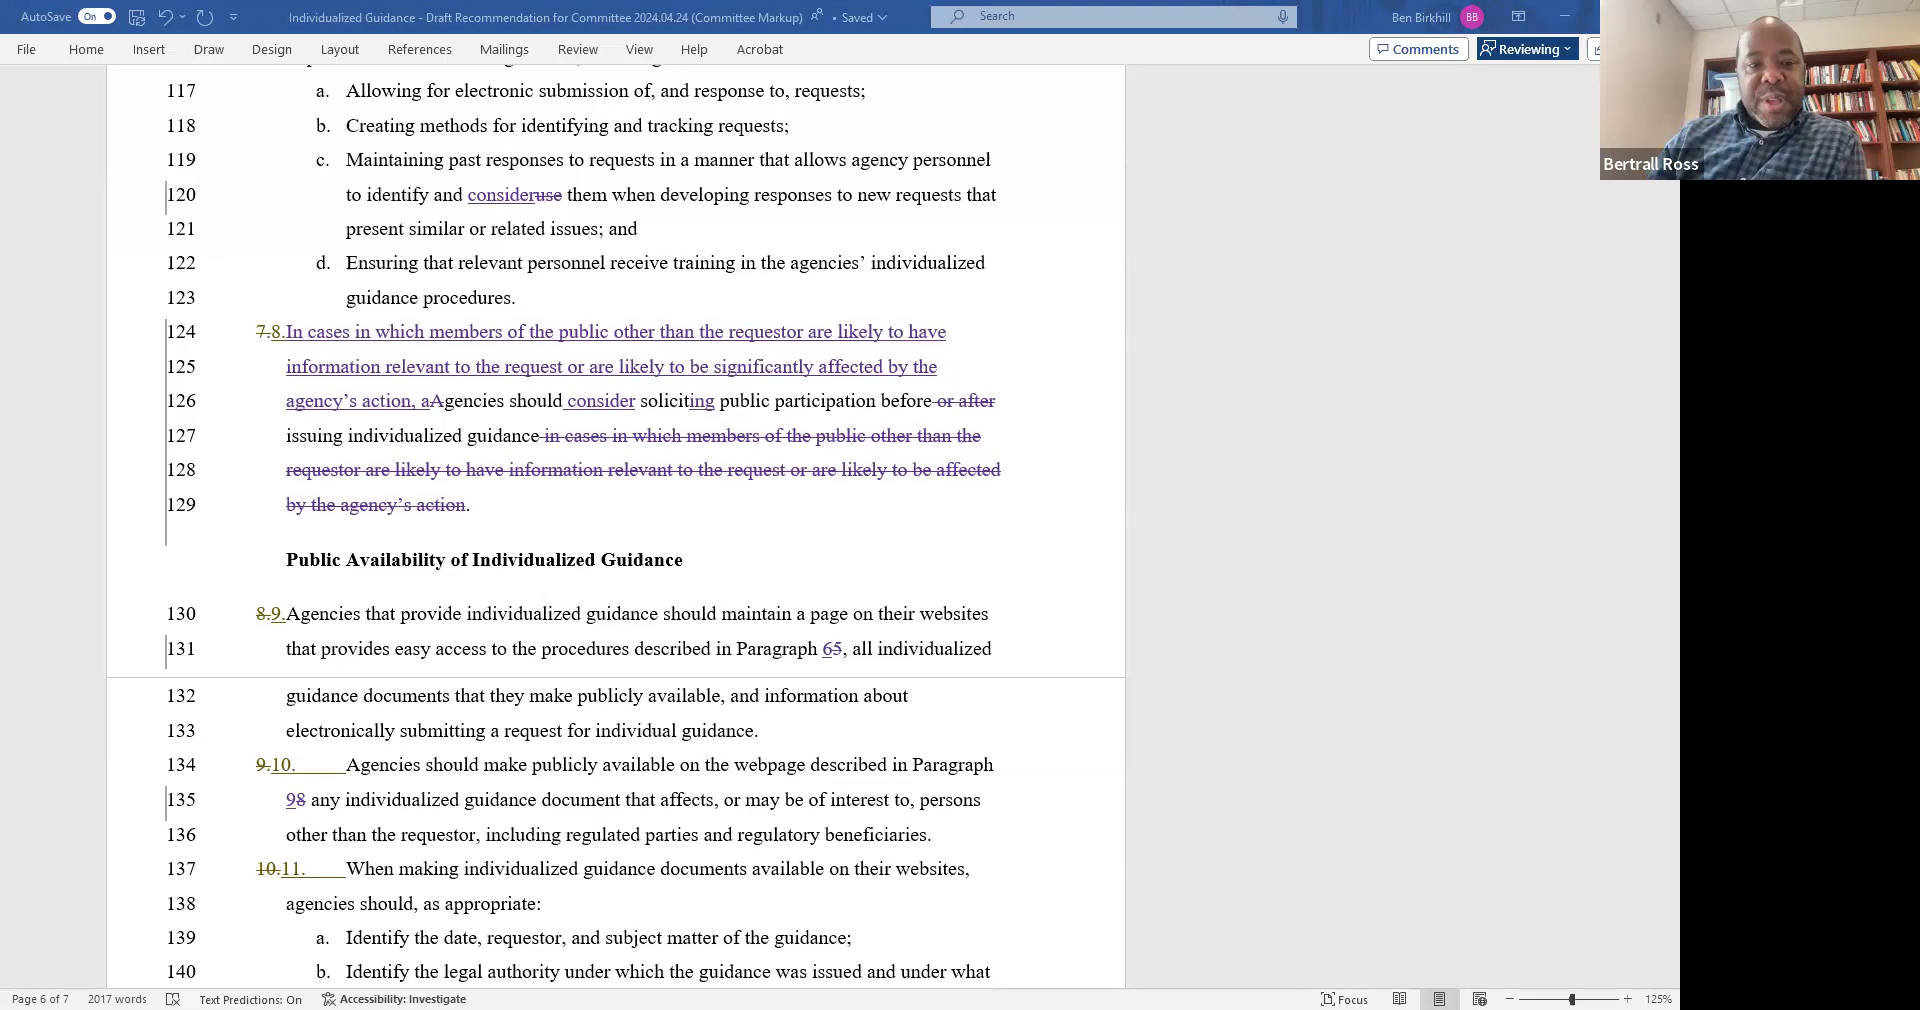 AutoSave On Individualized Guidance - Draft Recommendation for Committee 2024.04.24 (Committee Markup) • Saved Search Ben Birkhill BB
File Home Insert Draw Design Layout References Mailings Review View Help Acrobat Comments Reviewing
117 a. Allowing for electronic submission of, and response to, requests;
118 b. Creating methods for identifying and tracking requests;
119 c. Maintaining past responses to requests in a manner that allows agency personnel
120 to identify and consideruse them when developing responses to new requests that
121 present similar or related issues; and
122 d. Ensuring that relevant personnel receive training in the agencies’ individualized
123 guidance procedures.
124 7.8.In cases in which members of the public other than the requestor are likely to have
125 information relevant to the request or are likely to be significantly affected by the
126 agency’s action, aAgencies should consider soliciting public participation before or after
127 issuing individualized guidance in cases in which members of the public other than the
128 requestor are likely to have information relevant to the request or are likely to be affected
129 by the agency’s action.
Public Availability of Individualized Guidance
130 8.9.Agencies that provide individualized guidance should maintain a page on their websites
131 that provides easy access to the procedures described in Paragraph 65, all individualized
132 guidance documents that they make publicly available, and information about
133 electronically submitting a request for individual guidance.
134 9.10. Agencies should make publicly available on the webpage described in Paragraph
135 98 any individualized guidance document that affects, or may be of interest to, persons
136 other than the requestor, including regulated parties and regulatory beneficiaries.
137 10.11. When making individualized guidance documents available on their websites,
138 agencies should, as appropriate:
139 a. Identify the date, requestor, and subject matter of the guidance;
140 b. Identify the legal authority under which the guidance was issued and under what
Page 6 of 7 2017 words Text Predictions: On Accessibility: Investigate Focus 125%
Bertrall Ross